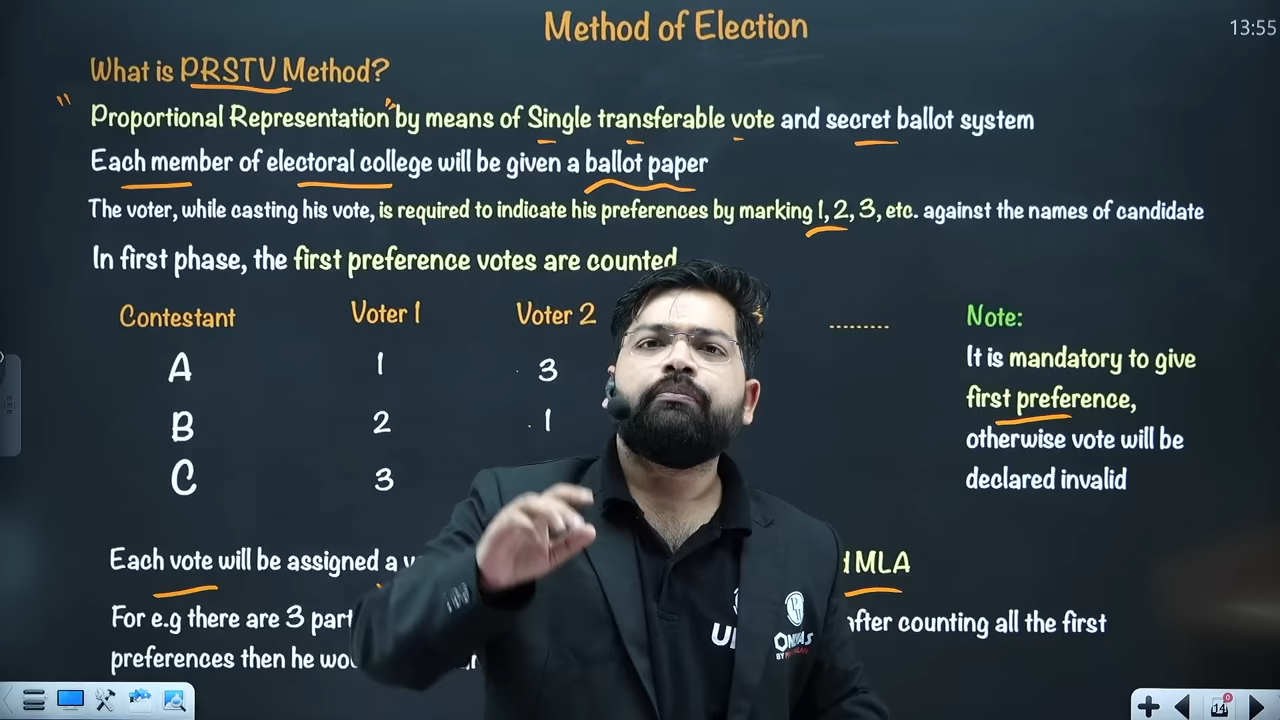 Method of Election
13:55
What is PRSTV Method?
"Proportional Representation" by means of Single transferable vote and secret ballot system
Each member of electoral college will be given a ballot paper
The voter, while casting his vote, is required to indicate his preferences by marking 1, 2, 3, etc. against the names of candidate
In first phase, the first preference votes are counted
Contestant Voter 1 Voter 2 3 ........
A 1 3
B 2 1
C 3
Note:
It is mandatory to give
first preference,
otherwise vote will be
declared invalid
Each vote will be assigned a MLA
For e.g there are 3 after counting all the first
preferences then he
ONLYIAS
14
0